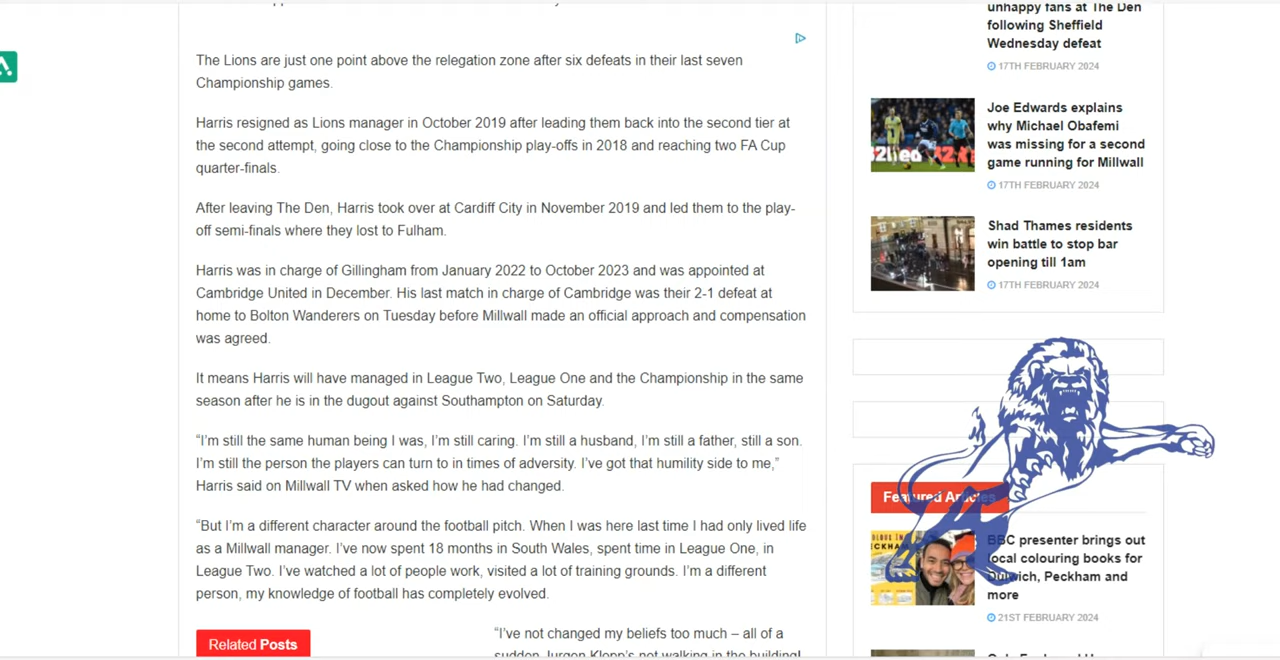 The Lions are just one point above the relegation zone after six defeats in their last seven
Championship games.
Harris resigned as Lions manager in October 2019 after leading them back into the second tier at
the second attempt, going close to the Championship play-offs in 2018 and reaching two FA Cup
quarter-finals.
After leaving The Den, Harris took over at Cardiff City in November 2019 and led them to the play-
off semi-finals where they lost to Fulham.
Harris was in charge of Gillingham from January 2022 to October 2023 and was appointed at
Cambridge United in December. His last match in charge of Cambridge was their 2-1 defeat at
home to Bolton Wanderers on Tuesday before Millwall made an official approach and compensation
was agreed.
It means Harris will have managed in League Two, League One and the Championship in the same
season after he is in the dugout against Southampton on Saturday.
“I’m still the same human being I was, I’m still caring. I’m still a husband, I’m still a father, still a son.
I’m still the person the players can turn to in times of adversity. I’ve got that humility side to me,”
Harris said on Millwall TV when asked how he had changed.
“But I’m a different character around the football pitch. When I was here last time I had only lived life
as a Millwall manager. I’ve now spent 18 months in South Wales, spent time in League One, in
League Two. I’ve watched a lot of people work, visited a lot of training grounds. I’m a different
person, my knowledge of football has completely evolved.
Related Posts
“I’ve not changed my beliefs too much – all of a
sudden Jurgen Klopp’s not walking in the building!
unhappy fans at The Den
following Sheffield
Wednesday defeat
17TH FEBRUARY 2024
Joe Edwards explains
why Michael Obafemi
was missing for a second
game running for Millwall
17TH FEBRUARY 2024
Shad Thames residents
win battle to stop bar
opening till 1am
17TH FEBRUARY 2024
Featured Articles
BBC presenter brings out
local colouring books for
Dulwich, Peckham and
more
21ST FEBRUARY 2024